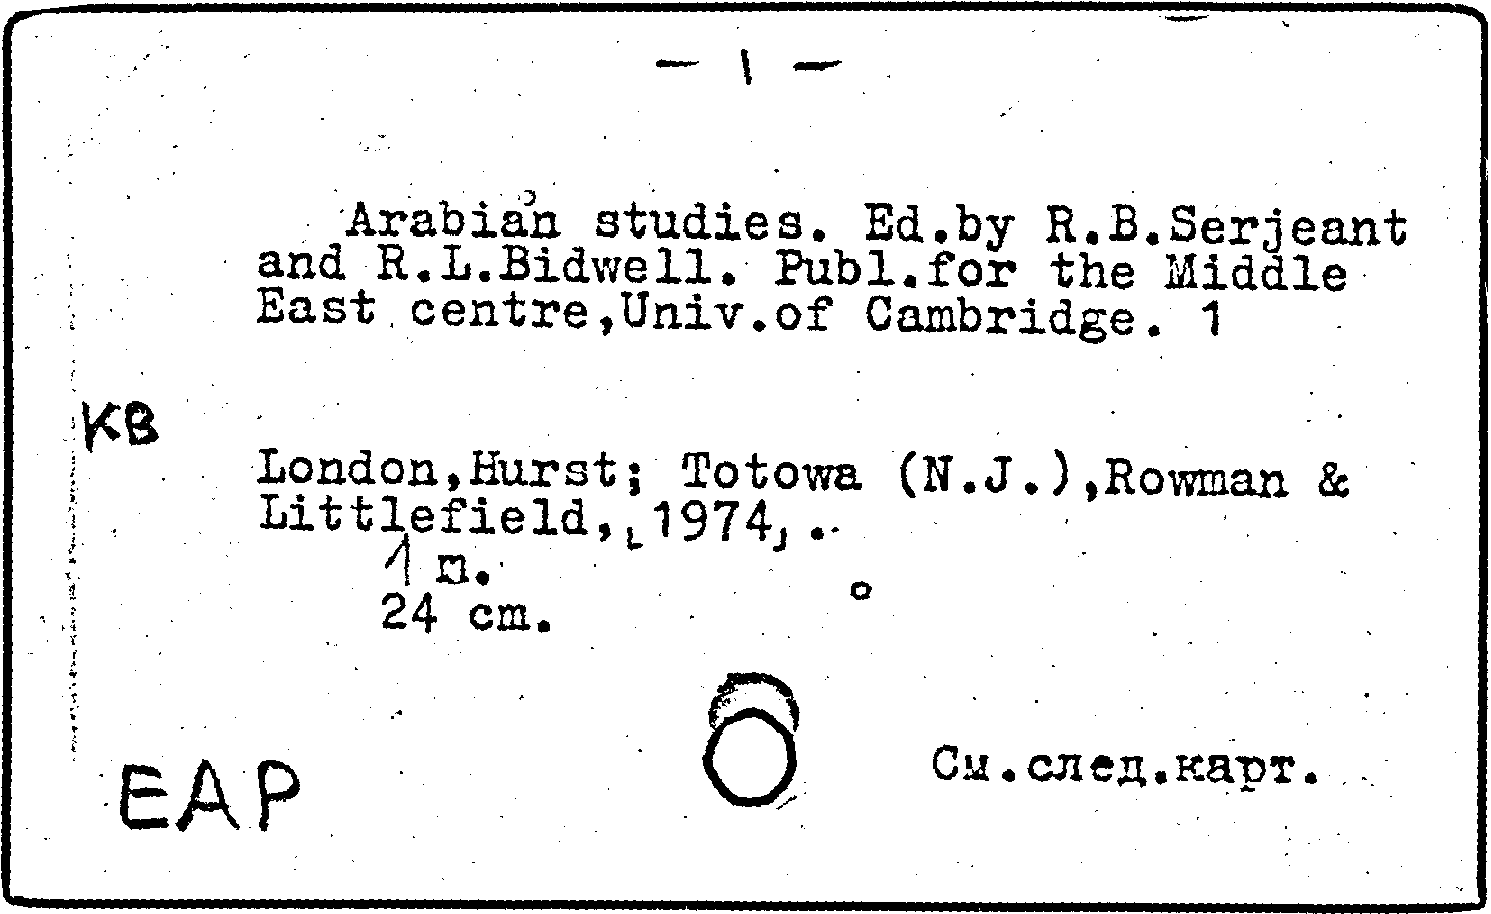 — 1 —
Arabian studies. Ed.by R.B.Serjeant
and R.L.Bidwell. Publ.for the Middle
East centre,Univ.of Cambridge. 1
KB
London,Hurst; Totowa (N.J.),Rowman &
Littlefield,[1974].
1 m.
24 cm.
См.след.карт.
EAP